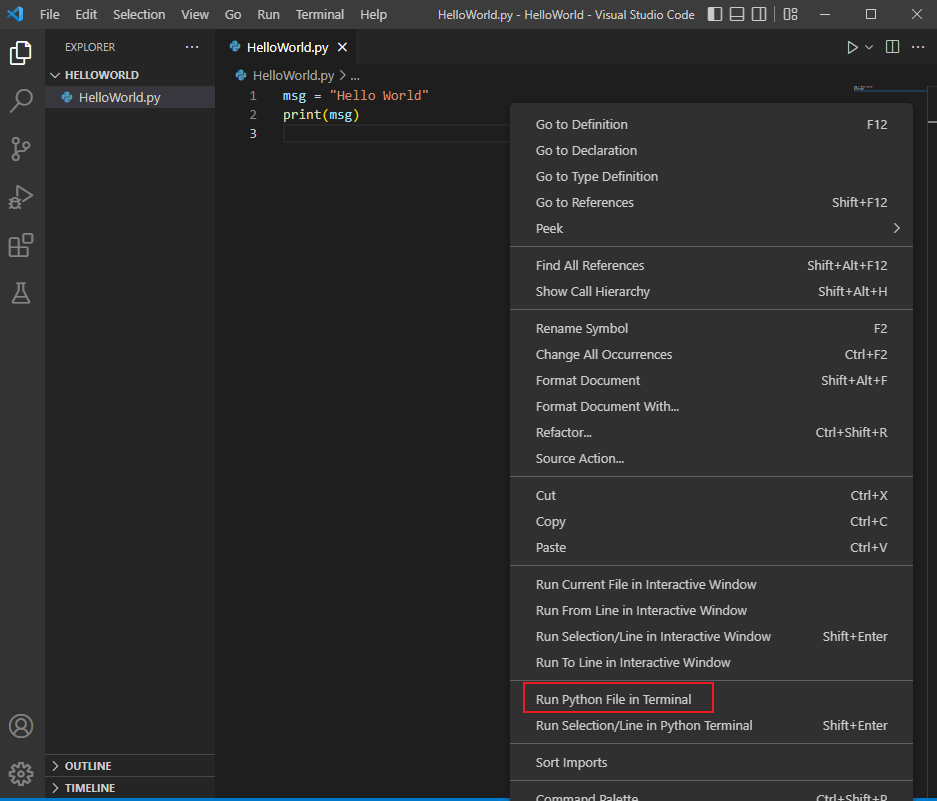 File Edit Selection View Go Run Terminal Help HelloWorld.py - HelloWorld - Visual Studio Code
EXPLORER ...
HELLOWORLD
HelloWorld.py
HelloWorld.py
HelloWorld.py > ...
1 msg = "Hello World"
2 print(msg)
3
Go to Definition F12
Go to Declaration
Go to Type Definition
Go to References Shift+F12
Peek
Find All References Shift+Alt+F12
Show Call Hierarchy Shift+Alt+H
Rename Symbol F2
Change All Occurrences Ctrl+F2
Format Document Shift+Alt+F
Format Document With...
Refactor... Ctrl+Shift+R
Source Action...
Cut Ctrl+X
Copy Ctrl+C
Paste Ctrl+V
Run Current File in Interactive Window
Run From Line in Interactive Window
Run Selection/Line in Interactive Window Shift+Enter
Run To Line in Interactive Window
Run Python File in Terminal
Run Selection/Line in Python Terminal Shift+Enter
Sort Imports
Command Palette... Ctrl+Shift+P
OUTLINE
TIMELINE